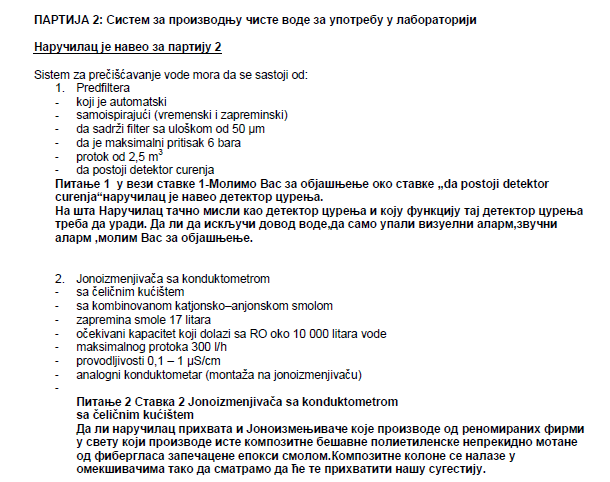 ПАРТИЈА 2: Систем за производњу чисте воде за употребу у лабораторији
Наручилац је навео за партију 2
Sistem za prečišćavanje vode mora da se sastoji od:
1. Predfiltera
- koji je automatski
- samoispirajući (vremenski i zapreminski)
- da sadrži filter sa uloškom od 50 µm
- da je maksimalni pritisak 6 bara
- protok od 2,5 m³
- da postoji detektor curenja
Питање 1 у вези ставке 1-Молимо Вас за објашњење око ставке „da postoji detektor
curenja“наручилац је навео детектор цурења.
На шта Наручилац тачно мисли као детектор цурења и коју функцију тај детектор цурења
треба да уради. Да ли да искључи довод воде,да само упали визуелни аларм,звучни
аларм ,молим Вас за објашњење.
2. Jonoizmenjivača sa konduktometrom
- sa čeličnim kućištem
- sa kombinovanom katjonsko–anjonskom smolom
- zapremina smole 17 litara
- očekivani kapacitet koji dolazi sa RO oko 10 000 litara vode
- maksimalnog protoka 300 l/h
- provodljivosti 0,1 – 1 µS/cm
- analogni konduktometar (montaža na jonoizmenjivaču)
-
Питање 2 Ставка 2 Jonoizmenjivača sa konduktometrom
sa čeličnim kućištem
Да ли наручилац прихвата и Јоноизмењиваче које производе од реномираних фирми
у свету који производе исте композитне бешавне полиетиленске непрекидно мотане
од фибергласа запечацене епокси смолом.Композитне колоне се налазе у
омекшивачима тако да сматрамо да ће те прихватити нашу сугестију.